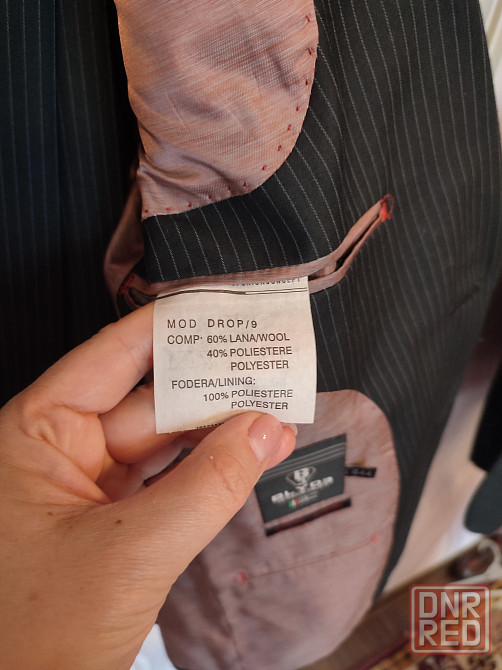 MOD DROP/9
COMP· 60% LANA/WOOL
40% POLIESTERE
POLYESTER
FODERA/LINING:
100% POLIESTERE
POLYESTER
DNR
RED